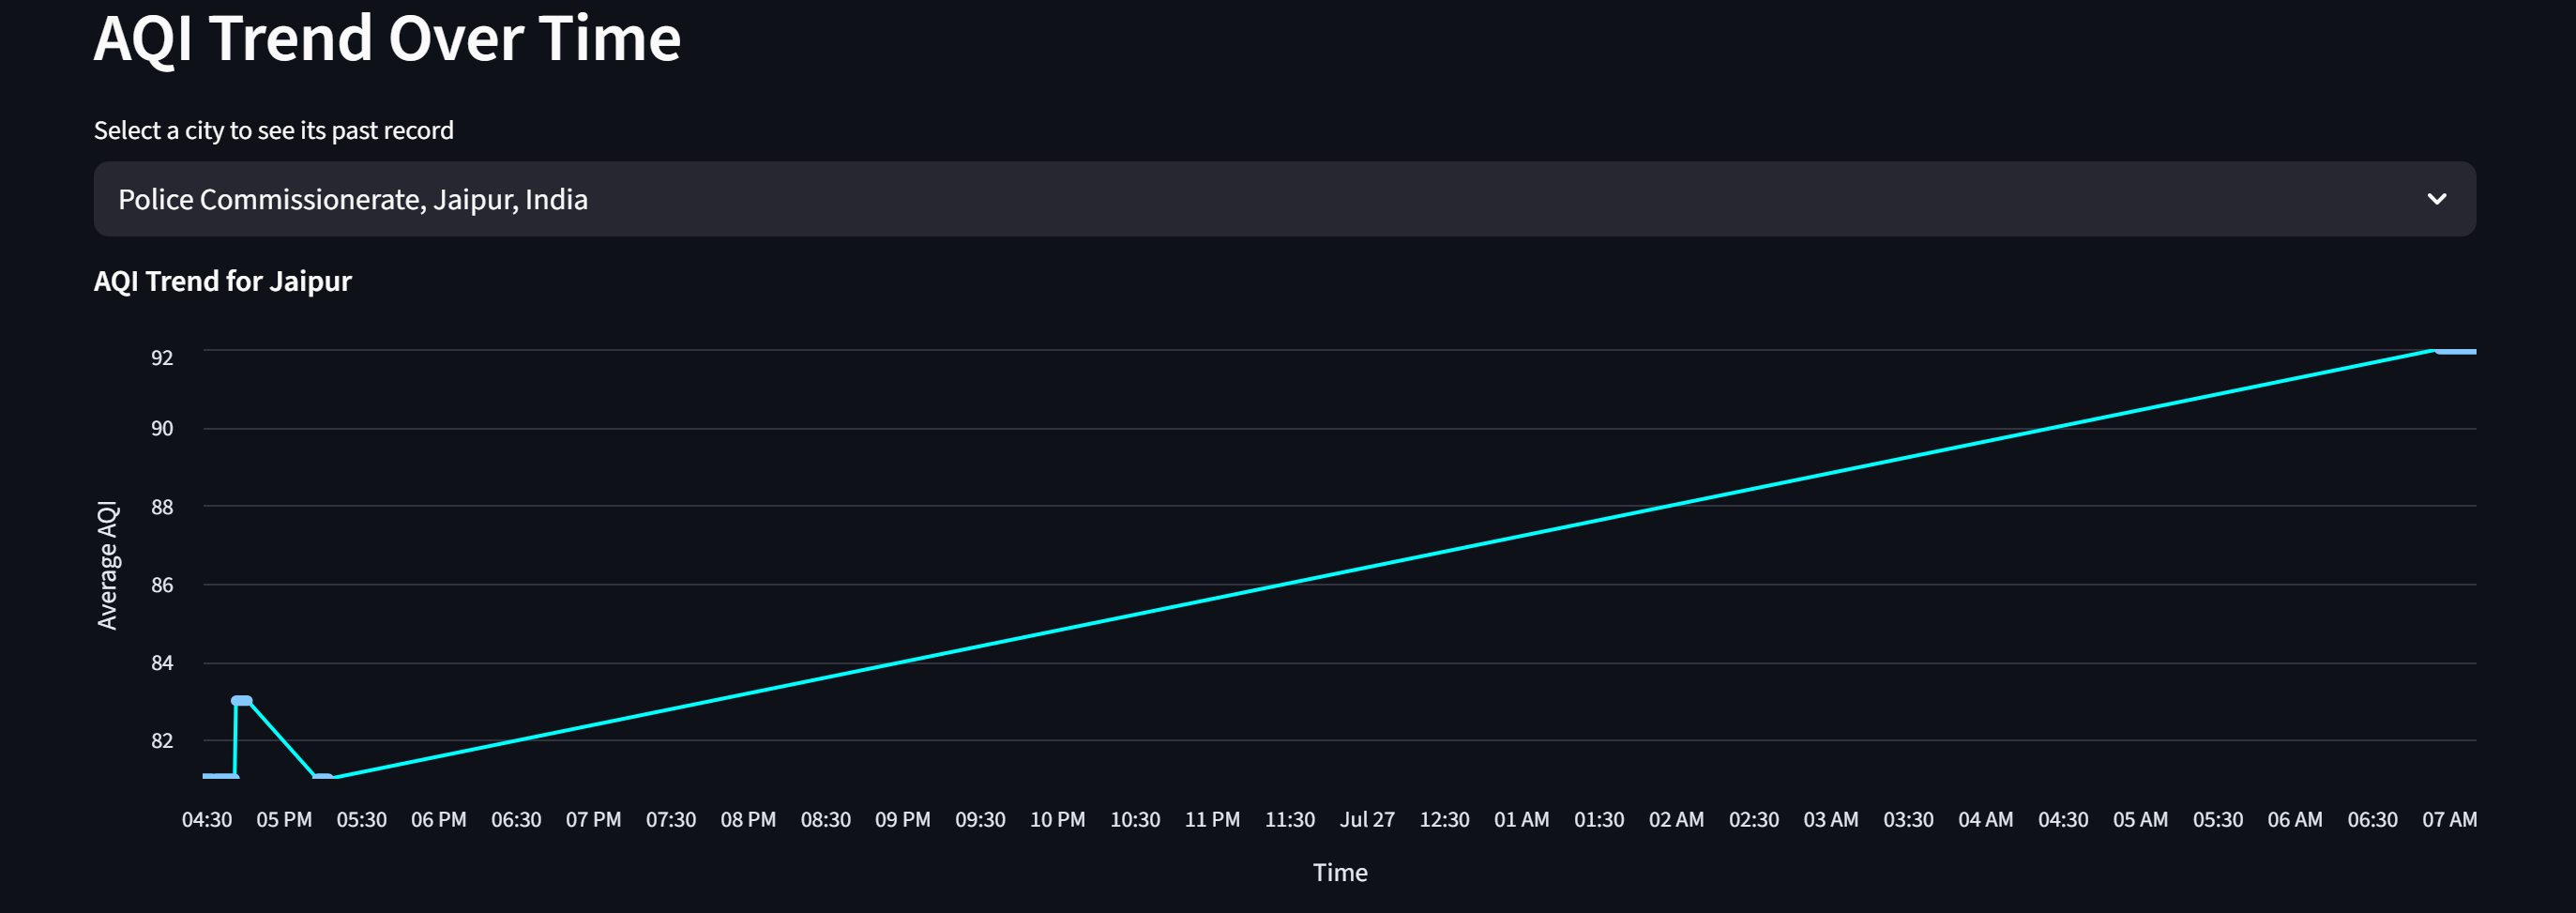 AQI Trend Over Time
Select a city to see its past record
Police Commissionerate, Jaipur, India
AQI Trend for Jaipur
92
90
88
86
84
82
Average AQI
04:30 05 PM 05:30 06 PM 06:30 07 PM 07:30 08 PM 08:30 09 PM 09:30 10 PM 10:30 11 PM 11:30 Jul 27 12:30 01 AM 01:30 02 AM 02:30 03 AM 03:30 04 AM 04:30 05 AM 05:30 06 AM 06:30 07 AM
Time